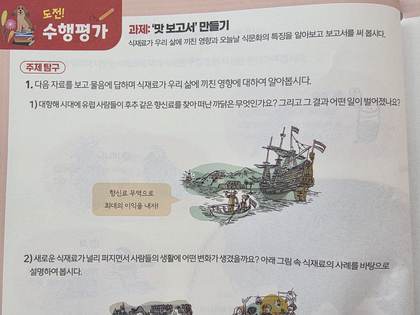 도전!
수행평가
과제: '맛 보고서' 만들기
식재료가 우리 삶에 끼친 영향과 오늘날 식문화의 특징을 알아보고 보고서를 써 봅시다.
주제 탐구
1. 다음 자료를 보고 물음에 답하며 식재료가 우리 삶에 끼친 영향에 대하여 알아봅시다.
1) 대항해 시대에 유럽 사람들이 후추 같은 향신료를 찾아 떠난 까닭은 무엇인가요? 그리고 그 결과 어떤 일이 벌어졌나요?
향신료 무역으로
최대의 이익을 내자!
2) 새로운 식재료가 널리 퍼지면서 사람들의 생활에 어떤 변화가 생겼을까요? 아래 그림 속 식재료의 사례를 바탕으로
설명하여 봅시다.